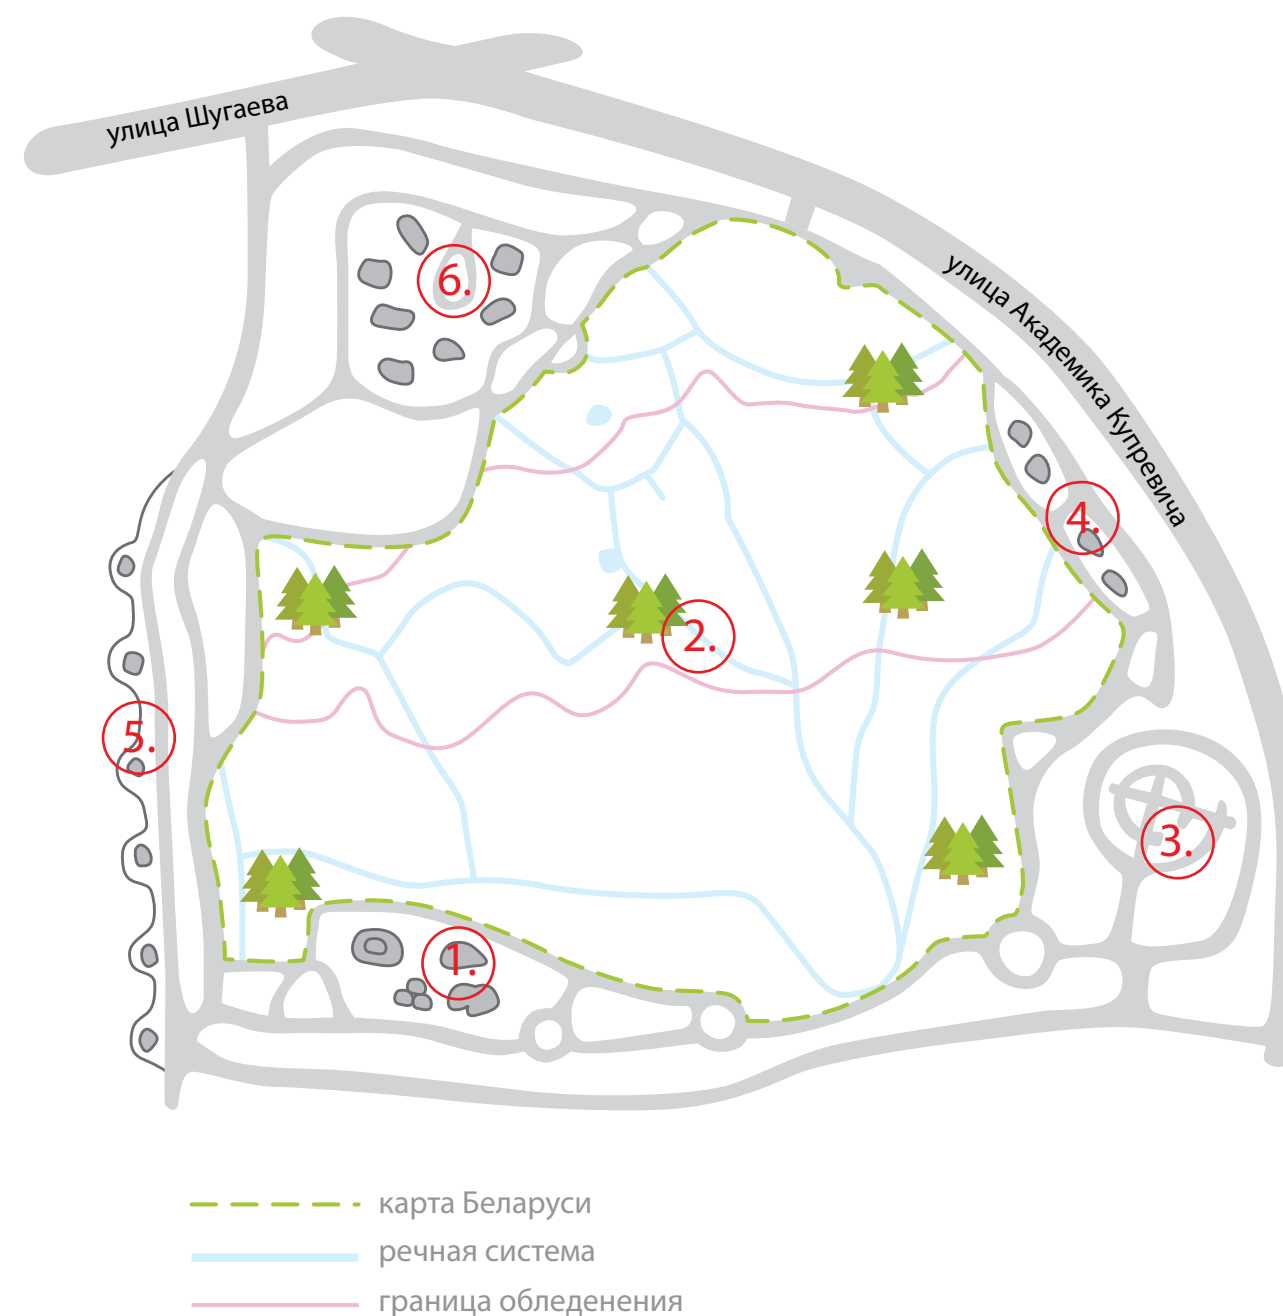 улица Шугаева
улица Академика Купревича
6.
4.
2.
5.
3.
1.
карта Беларуси
речная система
граница обледенения